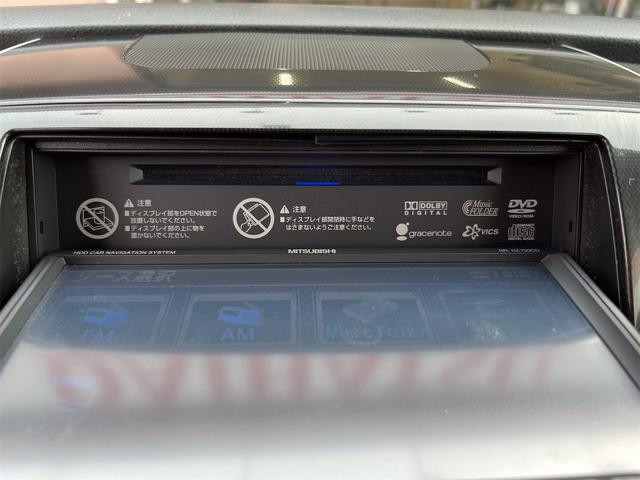 ⚠ 注意
■ディスプレイ部をOPEN状態で
放置しないでください。
■ディスプレイ部の上に物を
置かないでください。
⚠ 注意
■ディスプレイ部開閉時に手などを
はさまないようご注意ください。
DOLBY
DIGITAL
Music
FOLDER
DVD
VIDEO/ROM
gracenote
VICS
DIGITAL AUDIO
HDD CAR NAVIGATION SYSTEM
MITSUBISHI
ソース選択
FM
AM
Music Folder
DAIHATSU